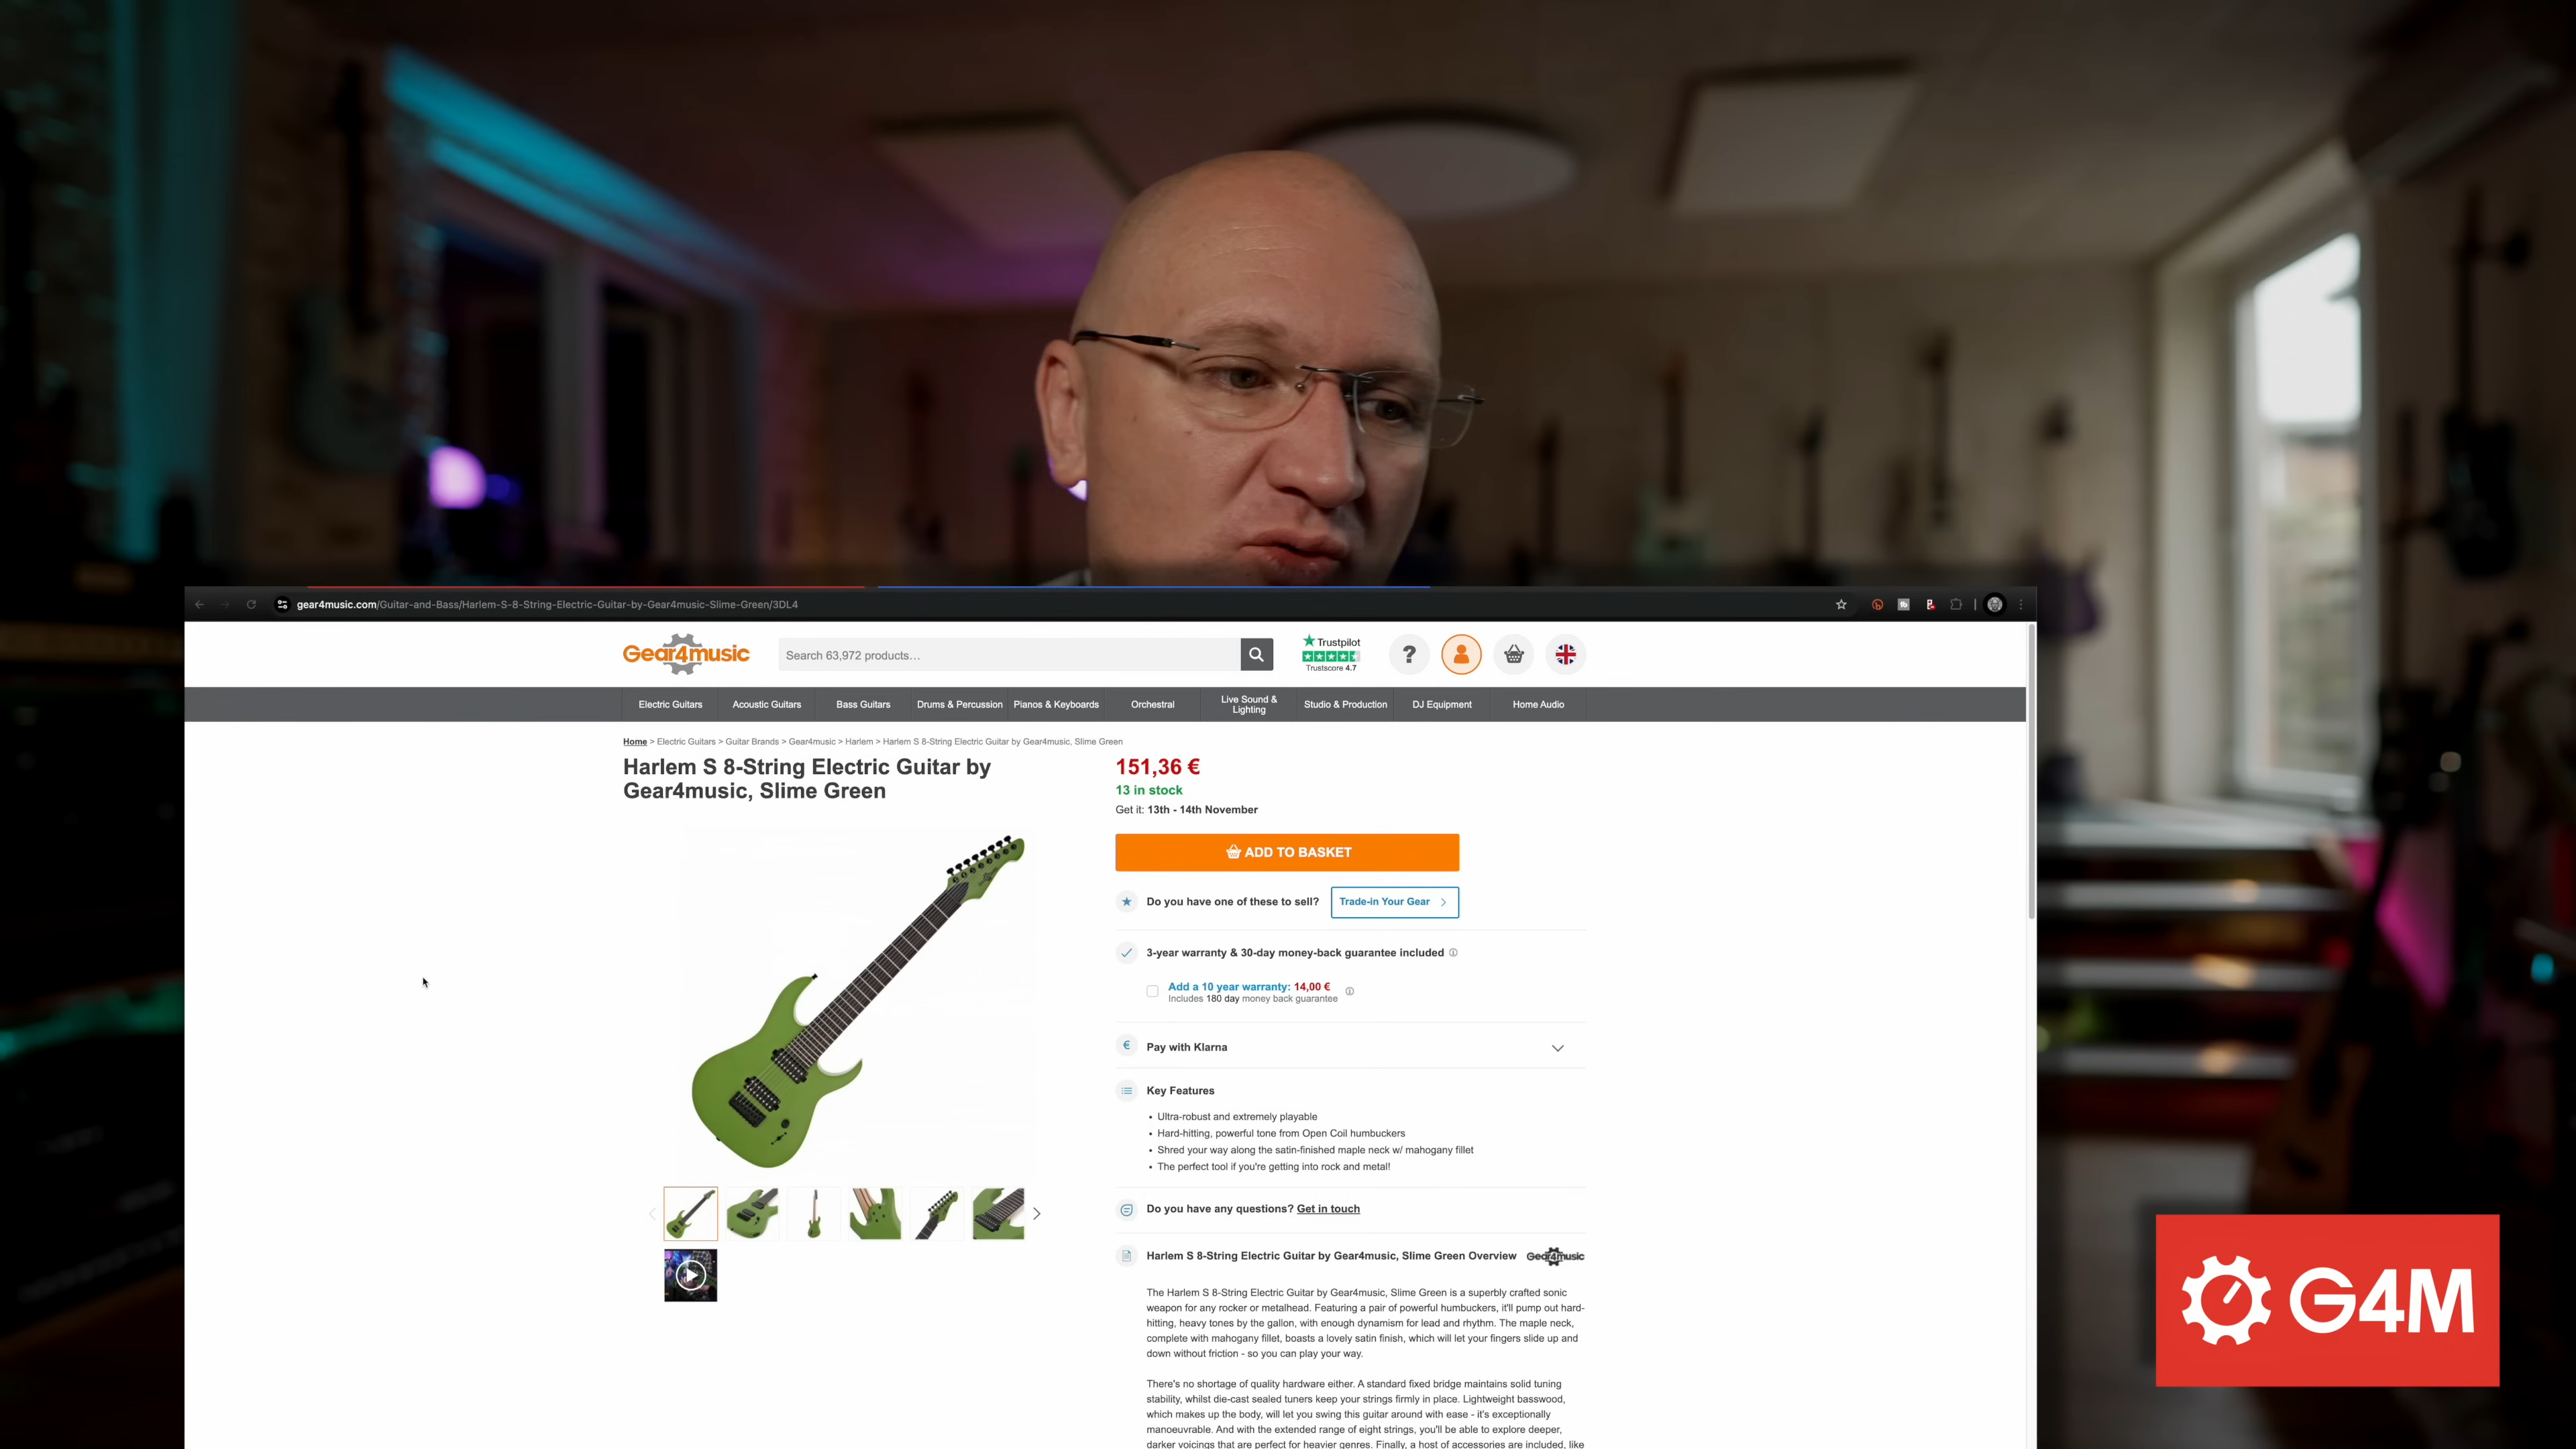 gear4music.com/Guitar-and-Bass/Harlem-S-8-String-Electric-Guitar-by-Gear4music-Slime-Green/3DL4
Gear4music
Search 63,972 products...
Trustpilot
Trustscore 4.7
?
Electric Guitars
Acoustic Guitars
Bass Guitars
Drums & Percussion
Pianos & Keyboards
Orchestral
Live Sound &
Lighting
Studio & Production
DJ Equipment
Home Audio
Home > Electric Guitars > Guitar Brands > Gear4music > Harlem > Harlem S 8-String Electric Guitar by Gear4music, Slime Green
Harlem S 8-String Electric Guitar by
Gear4music, Slime Green
151,36 €
13 in stock
Get it: 13th - 14th November
ADD TO BASKET
Do you have one of these to sell?
Trade-in Your Gear
3-year warranty & 30-day money-back guarantee included
Add a 10 year warranty: 14,00 €
Includes 180 day money back guarantee
€
Pay with Klarna
Key Features
• Ultra-robust and extremely playable
• Hard-hitting, powerful tone from Open Coil humbuckers
• Shred your way along the satin-finished maple neck w/ mahogany fillet
• The perfect tool if you're getting into rock and metal!
Do you have any questions? Get in touch
Harlem S 8-String Electric Guitar by Gear4music, Slime Green Overview
Gear4music
The Harlem S 8-String Electric Guitar by Gear4music, Slime Green is a superbly crafted sonic
weapon for any rocker or metalhead. Featuring a pair of powerful humbuckers, it'll pump out hard-
hitting, heavy tones by the gallon, with enough dynamism for lead and rhythm. The maple neck,
complete with mahogany fillet, boasts a lovely satin finish, which will let your fingers slide up and
down without friction - so you can play your way.
There's no shortage of quality hardware either. A standard fixed bridge maintains solid tuning
stability, whilst die-cast sealed tuners keep your strings firmly in place. Lightweight basswood,
which makes up the body, will let you swing this guitar around with ease - it's exceptionally
manoeuvrable. And with the extended range of eight strings, you'll be able to explore deeper,
darker voicings that are perfect for heavier genres. Finally, a host of accessories are included, like
G4M